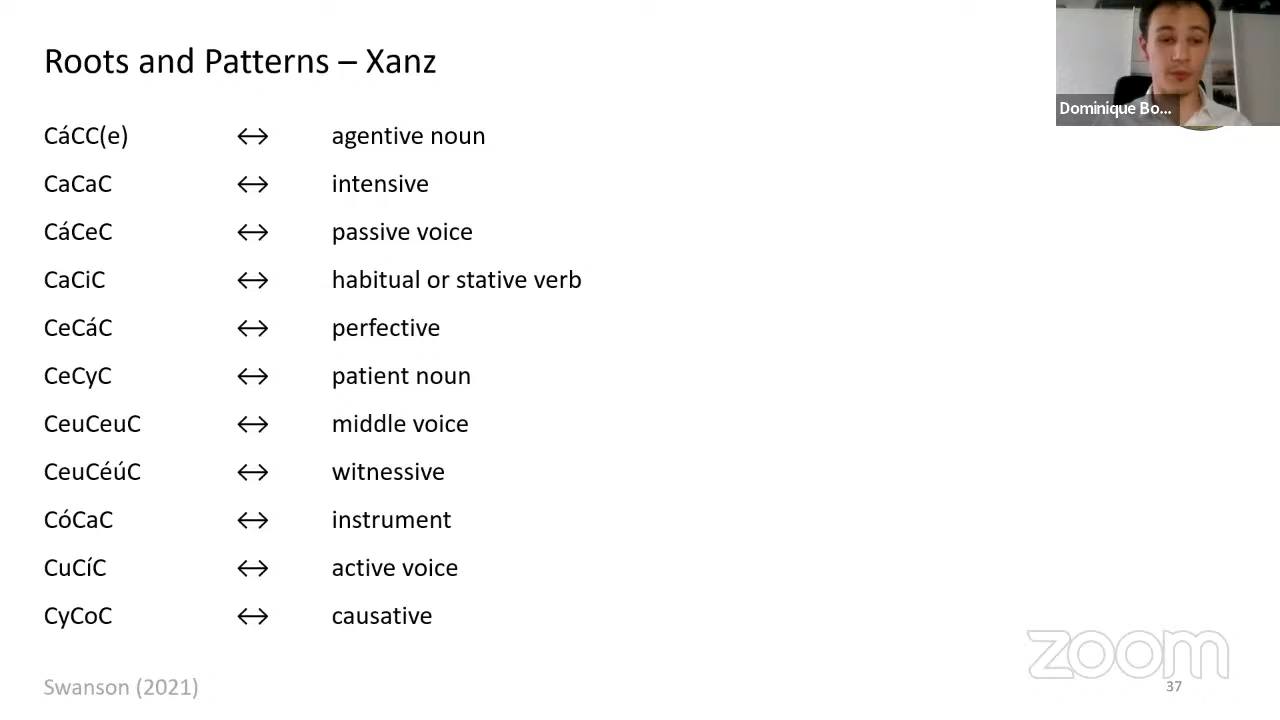 Roots and Patterns – Xanz
Dominique Bo...
CáCC(e) ↔ agentive noun
CaCaC ↔ intensive
CáCeC ↔ passive voice
CaCiC ↔ habitual or stative verb
CeCáC ↔ perfective
CeCyC ↔ patient noun
CeuCeuC ↔ middle voice
CeuCéúC ↔ witnessive
CóCaC ↔ instrument
CuCíC ↔ active voice
CyCoC ↔ causative
zoom
Swanson (2021)
37